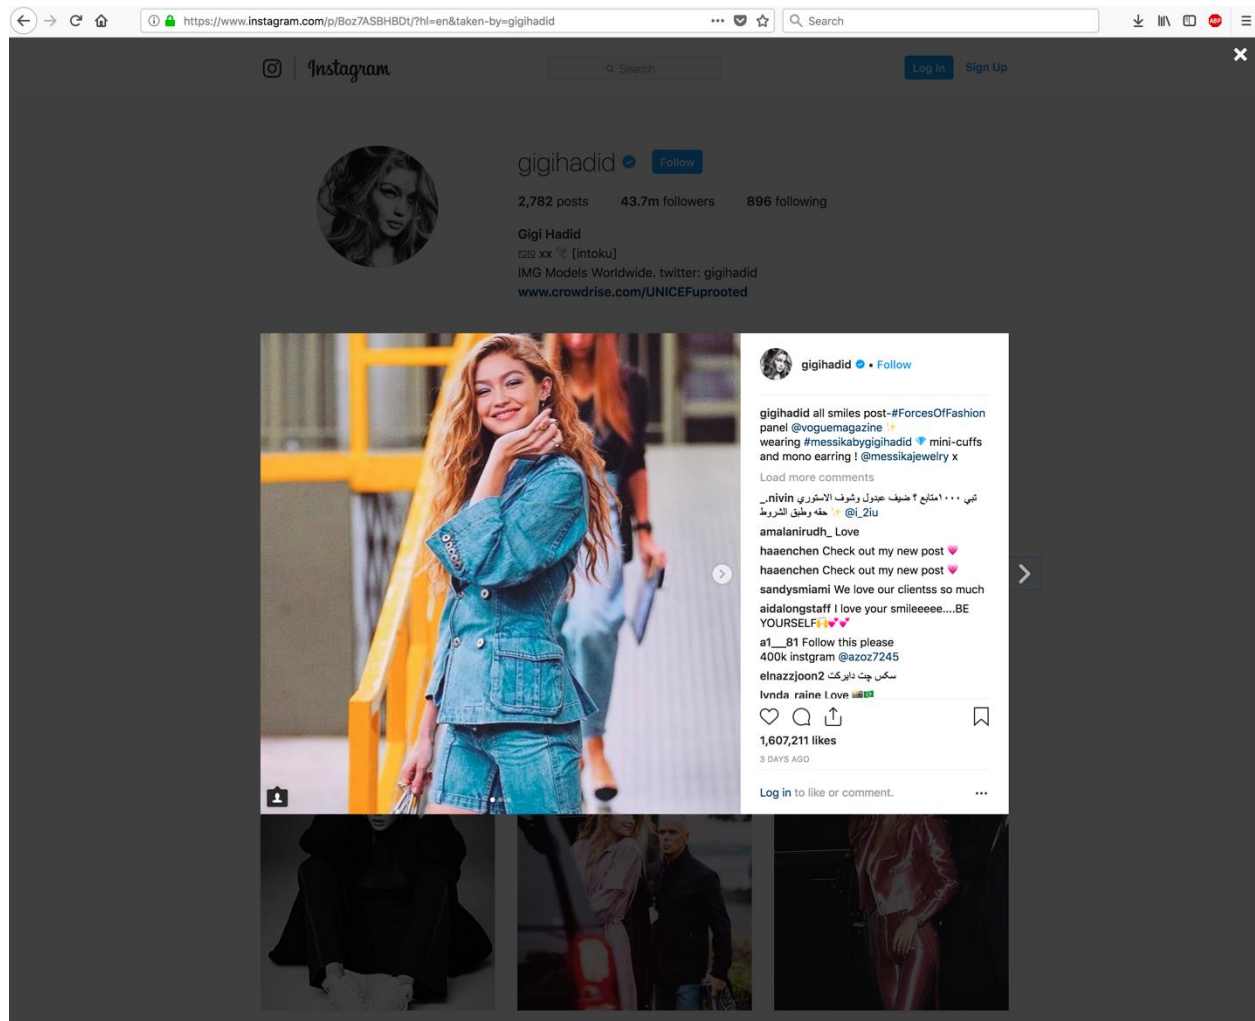 https://www.instagram.com/p/Boz7ASBHBDt/?hl=en&taken-by=gigihadid
Search
ABP
Instagram
Search
Log In
Sign Up
gigihadid
Follow
2,782 posts 43.7m followers 896 following
Gigi Hadid
xx 🕊 [intoku]
IMG Models Worldwide. twitter: gigihadid
www.crowdrise.com/UNICEFuprooted
gigihadid • Follow
gigihadid all smiles post-#ForcesOfFashion
panel @voguemagazine ✨
wearing #messikabygigihadid 💎 mini-cuffs
and mono earring ! @messikajewelry x
Load more comments
_.nivin تبي ١٠٠٠متابع ؟ ضيف عبدول وشوف الاستوري
حقه وطبق الشروط ✨ @i_2iu
amalanirudh_ Love
haaenchen Check out my new post 💗
haaenchen Check out my new post 💗
sandysmiami We love our clientss so much
aidalongstaff I love your smileeeee....BE
YOURSELF🙌💕💕
a1__81 Follow this please
400k instgram @azoz7245
elnazzjoon2 سکس چت دایرکت
lynda_raine Love
1,607,211 likes
3 DAYS AGO
Log in to like or comment.